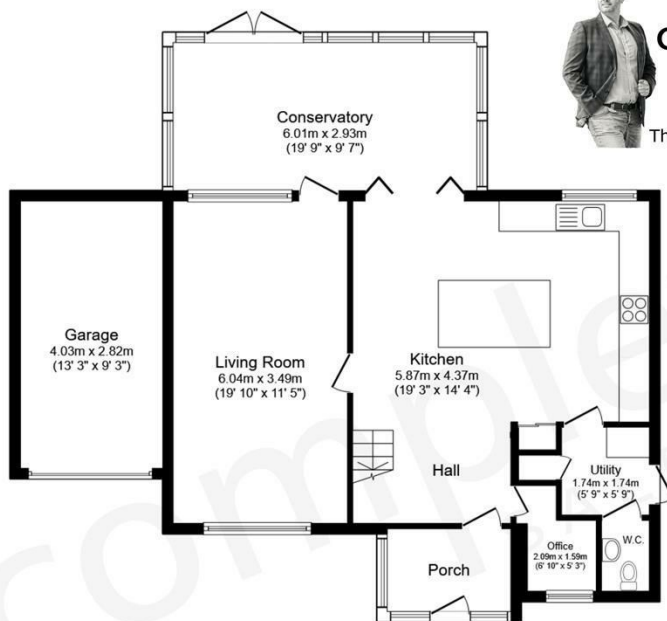 Conservatory
6.01m x 2.93m
(19' 9" x 9' 7")
Th
Garage
4.03m x 2.82m
(13' 3" x 9' 3")
Living Room
6.04m x 3.49m
(19' 10" x 11' 5")
Kitchen
5.87m x 4.37m
(19' 3" x 14' 4")
Hall
Utility
1.74m x 1.74m
(5' 9" x 5' 9")
Office
2.09m x 1.59m
(6' 10" x 5' 3")
W.C.
Porch